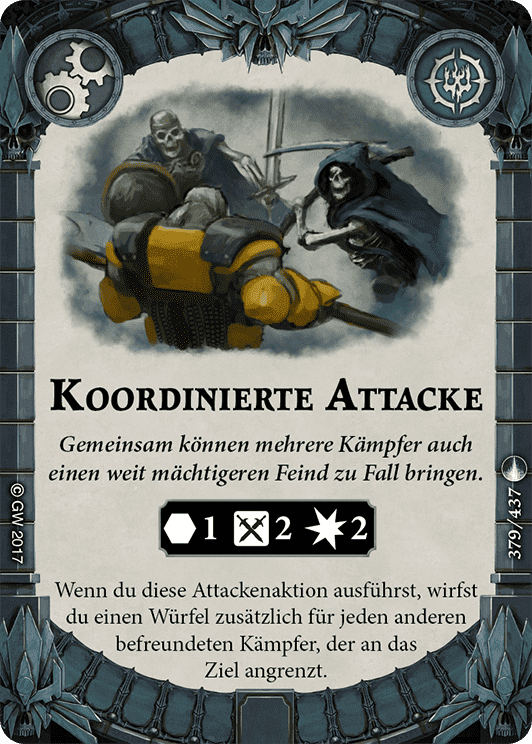 Koordinierte Attacke
Gemeinsam können mehrere Kämpfer auch
einen weit mächtigeren Feind zu Fall bringen.
1 2 2
Wenn du diese Attackenaktion ausführst, wirfst
du einen Würfel zusätzlich für jeden anderen
befreundeten Kämpfer, der an das
Ziel angrenzt.
© GW 2017
379/437